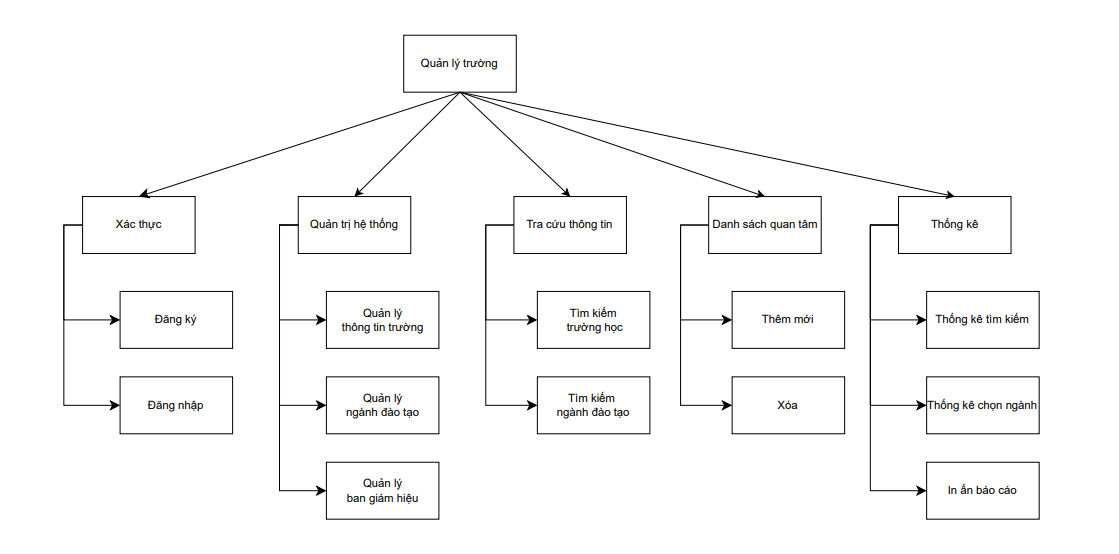 Quản lý trường
Xác thực
Quản trị hệ thống
Tra cứu thông tin
Danh sách quan tâm
Thống kê
Đăng ký
Quản lý
thông tin trường
Tìm kiếm
trường học
Thêm mới
Thống kê tìm kiếm
Đăng nhập
Quản lý
ngành đào tạo
Tìm kiếm
ngành đào tạo
Xóa
Thống kê chọn ngành
Quản lý
ban giám hiệu
In ấn báo cáo